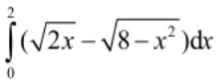 ∫₀² (√2x − √8 − x²) dx